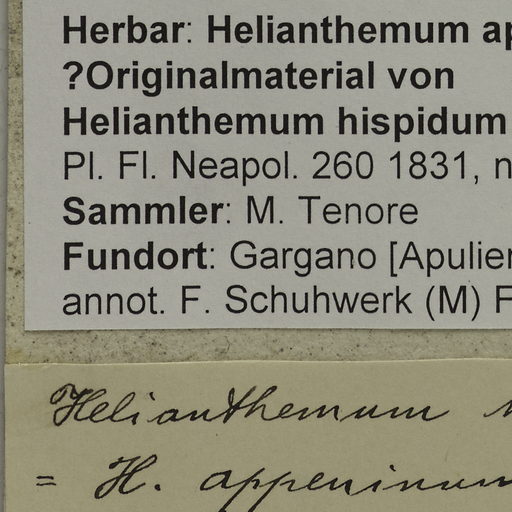 Herbar: Helianthemum ap
?Originalmaterial von
Helianthemum hispidum
Pl. Fl. Neapol. 260 1831, n
Sammler: M. Tenore
Fundort: Gargano [Apulien
annot. F. Schuhwerk (M) F
Helianthemum
= H. appeninum